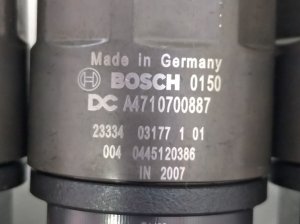 Made in Germany
BOSCH 0150
DC A4710700887
23334 03177 1 01
004 0445120386
IN 2007